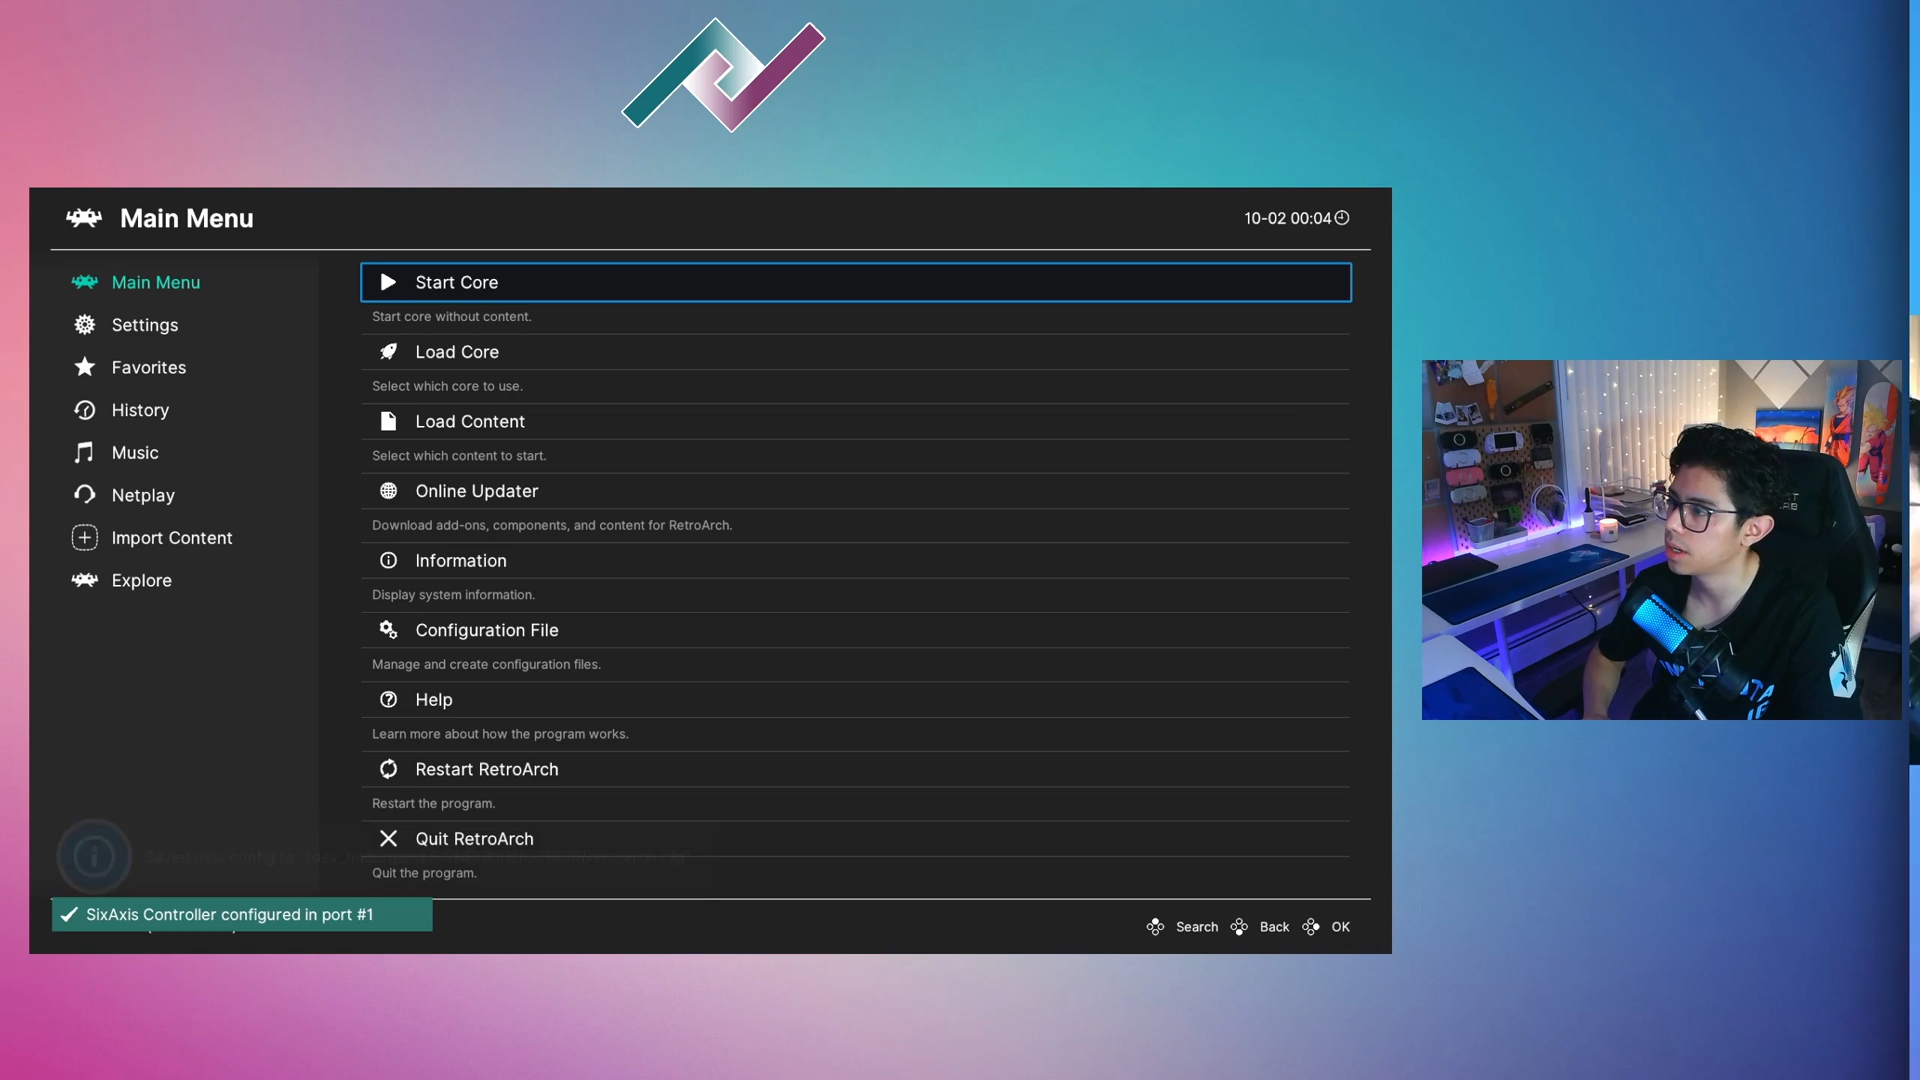 Main Menu
10-02 00:04
Main Menu
Settings
Favorites
History
Music
Netplay
Import Content
Explore
Start Core
Start core without content.
Load Core
Select which core to use.
Load Content
Select which content to start.
Online Updater
Download add-ons, components, and content for RetroArch.
Information
Display system information.
Configuration File
Manage and create configuration files.
Help
Learn more about how the program works.
Restart RetroArch
Restart the program.
Quit RetroArch
Quit the program.
SixAxis Controller configured in port #1
Search
Back
OK